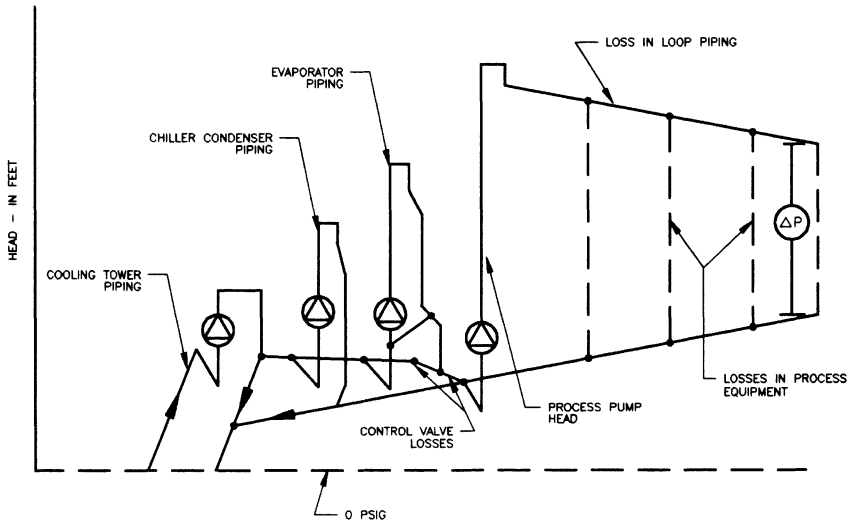 LOSS IN LOOP PIPING
EVAPORATOR
PIPING
CHILLER CONDENSER
PIPING
HEAD - IN FEET
ΔP
COOLING TOWER
PIPING
LOSSES IN PROCESS
EQUIPMENT
PROCESS PUMP
HEAD
CONTROL VALVE
LOSSES
0 PSIG